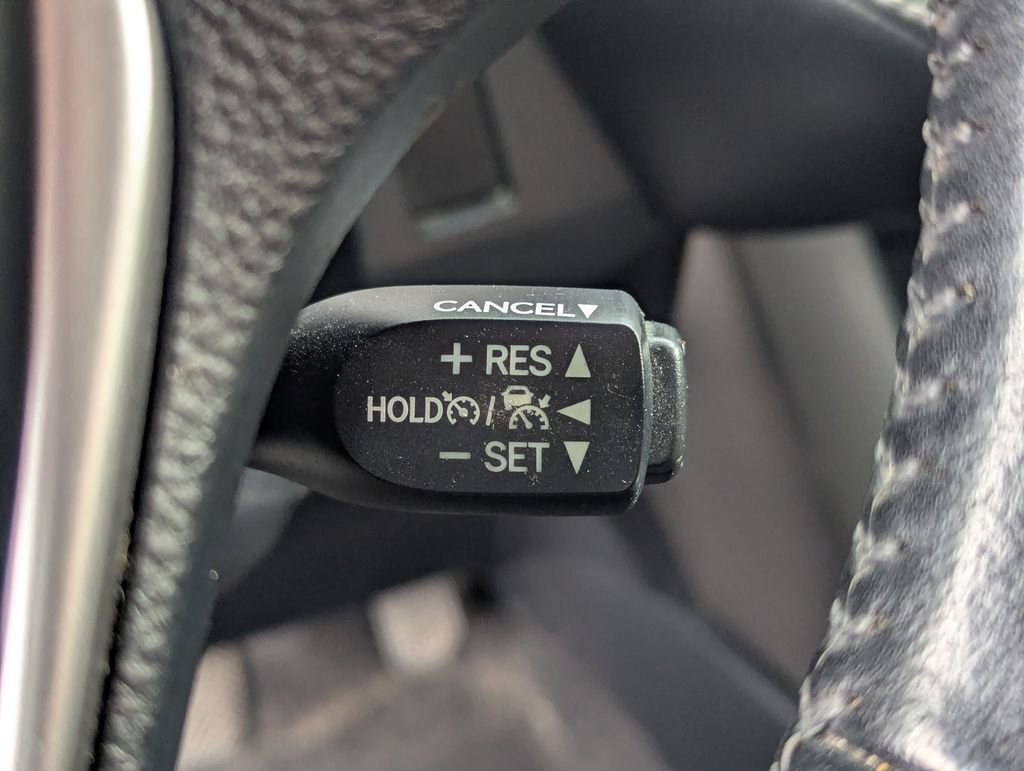 CANCEL▼
+ RES ▲
HOLD / ◀
− SET ▼